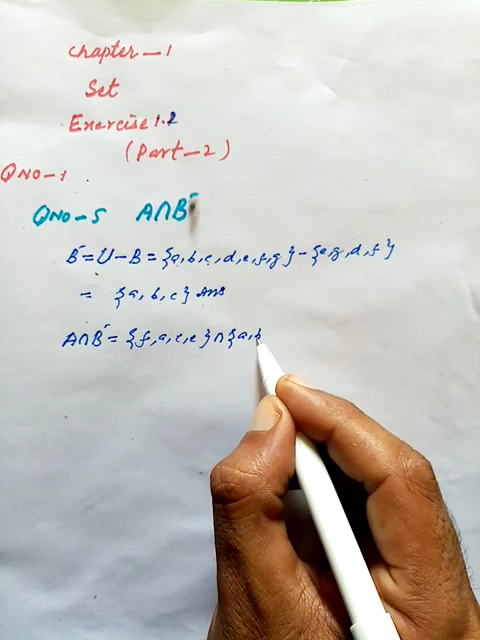 Chapter-1
Set
Exercise 1.2
(Part-2)
QNO-1
QNO-5 A∩B'
B' = U - B = {a, b, c, d, e, f, g} - {e, g, d, f}
= {a, b, c} Ans
A∩B' = {f, a, c, e} ∩ {a, b